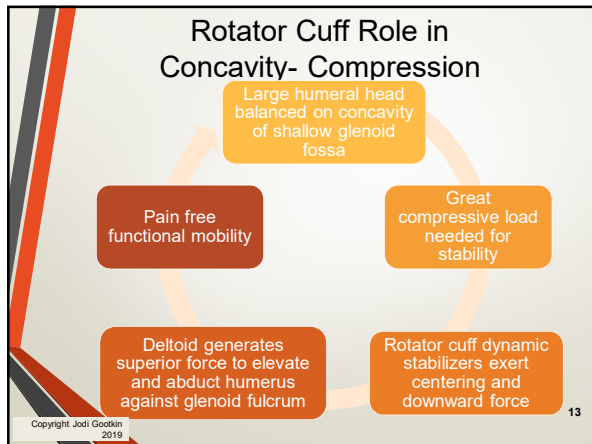 Rotator Cuff Role in
Concavity- Compression
Large humeral head
balanced on concavity
of shallow glenoid
fossa
Great
compressive load
needed for
stability
Rotator cuff dynamic
stabilizers exert
centering and
downward force
Deltoid generates
superior force to elevate
and abduct humerus
against glenoid fulcrum
Pain free
functional mobility
13
Copyright Jodi Gootkin
2019